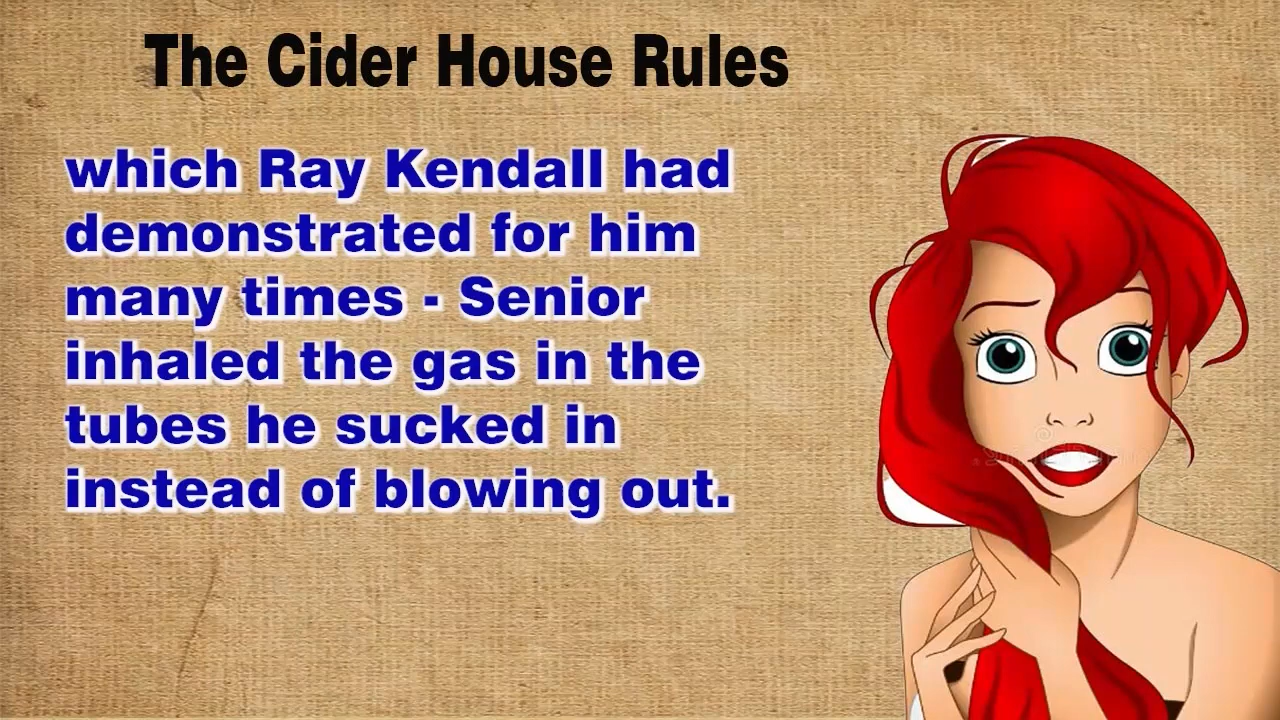 The Cider House Rules
which Ray Kendall had
demonstrated for him
many times - Senior
inhaled the gas in the
tubes he sucked in
instead of blowing out.